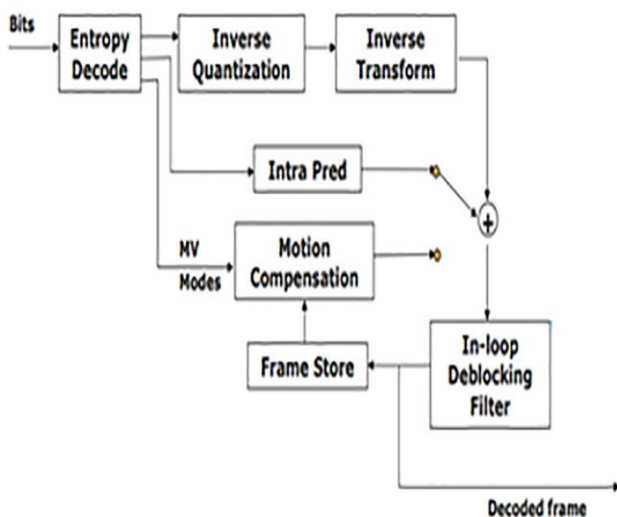 Bits
Entropy
Decode
Inverse
Quantization
Inverse
Transform
Intra Pred
+
MV
Modes
Motion
Compensation
Frame Store
In-loop
Deblocking
Filter
Decoded frame